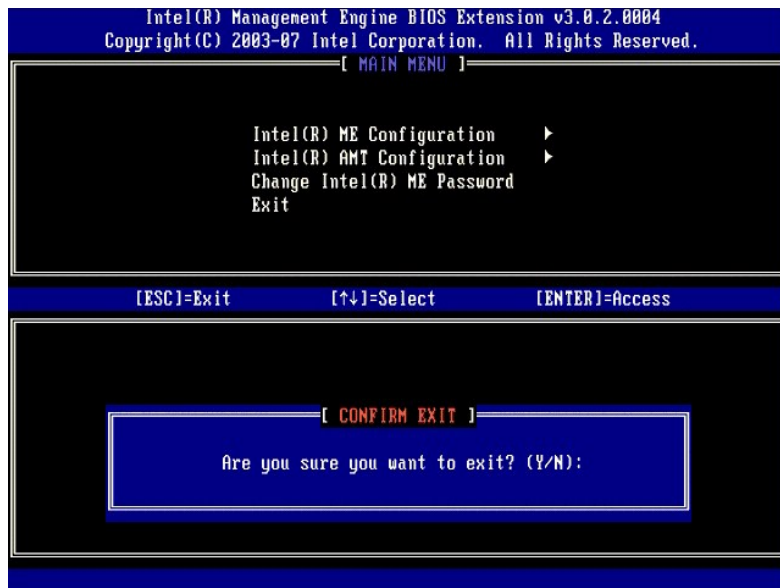 Intel(R) Management Engine BIOS Extension v3.0.2.0004
Copyright(C) 2003-07 Intel Corporation. All Rights Reserved.
[ MAIN MENU ]
Intel(R) ME Configuration ►
Intel(R) AMT Configuration ►
Change Intel(R) ME Password
Exit
[ESC]=Exit [↑↓]=Select [ENTER]=Access
[ CONFIRM EXIT ]
Are you sure you want to exit? (Y/N):